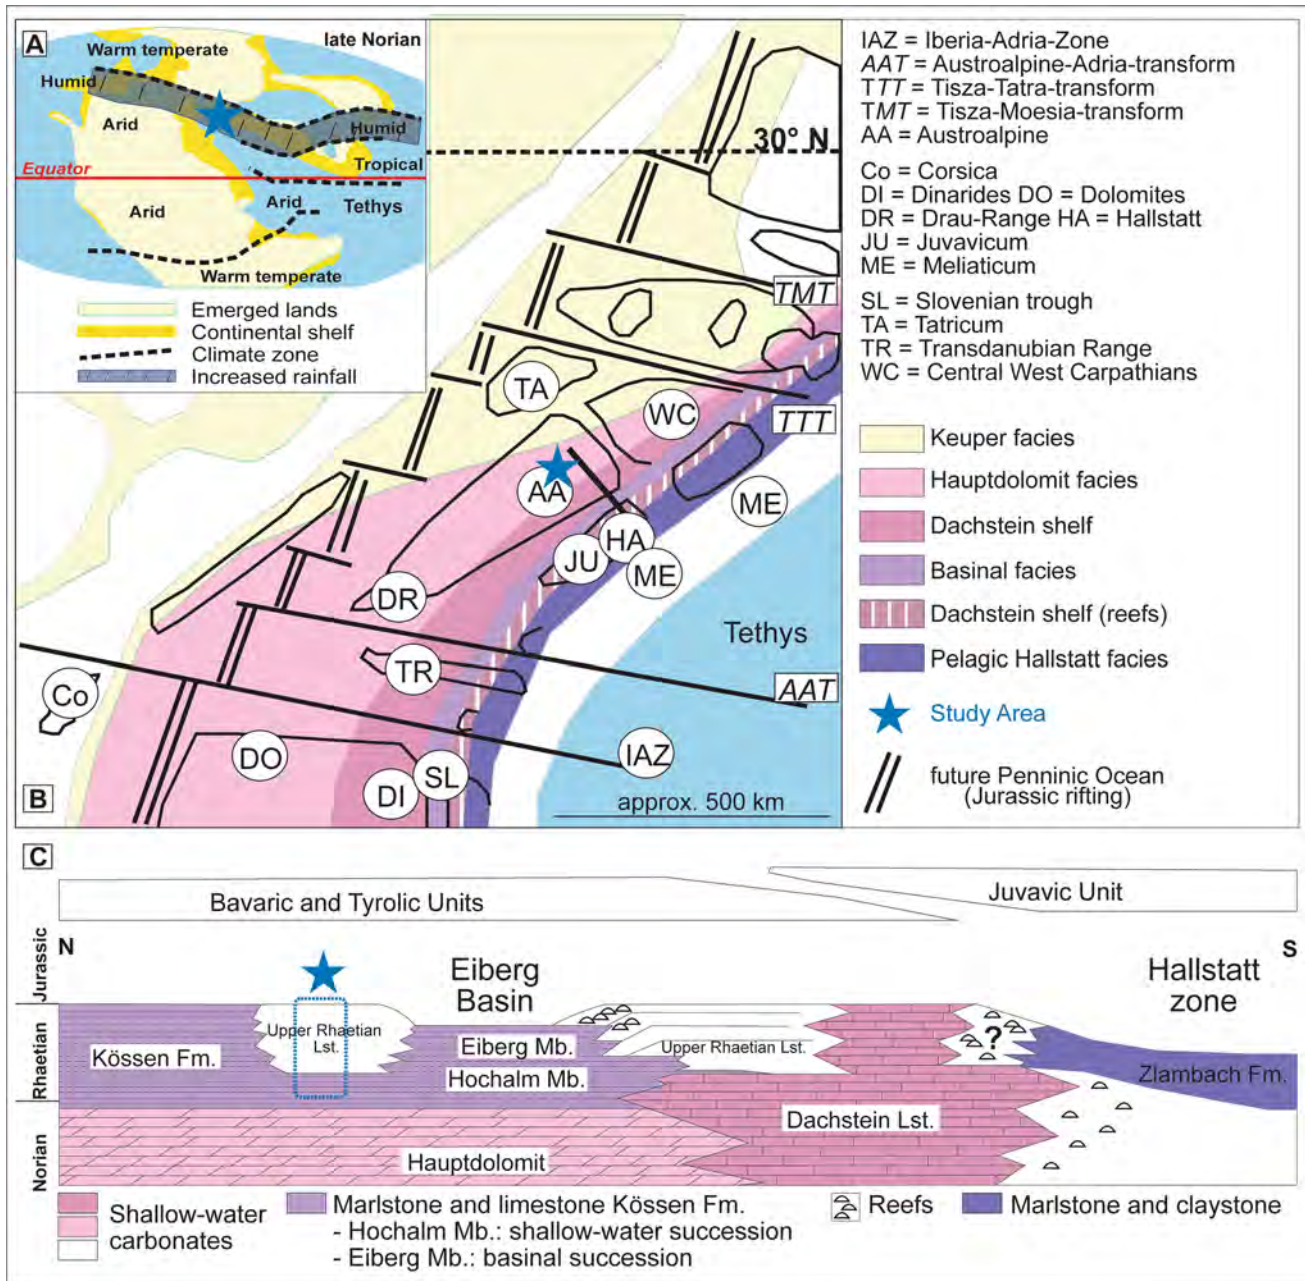 A
late Norian
Warm temperate
Humid
Arid
Humid
Equator
Tropical
Arid
Arid
Tethys
Warm temperate
Emerged lands
Continental shelf
Climate zone
Increased rainfall
30° N
TMT
TA
WC
TTT
AA
ME
HA
JU
ME
DR
Tethys
TR
AAT
Co
DO
IAZ
SL
DI
B
approx. 500 km
IAZ = Iberia-Adria-Zone
AAT = Austroalpine-Adria-transform
TTT = Tisza-Tatra-transform
TMT = Tisza-Moesia-transform
AA = Austroalpine
Co = Corsica
DI = Dinarides DO = Dolomites
DR = Drau-Range HA = Hallstatt
JU = Juvavicum
ME = Meliaticum
SL = Slovenian trough
TA = Tatricum
TR = Transdanubian Range
WC = Central West Carpathians
Keuper facies
Hauptdolomit facies
Dachstein shelf
Basinal facies
Dachstein shelf (reefs)
Pelagic Hallstatt facies
Study Area
future Penninic Ocean
(Jurassic rifting)
C
Bavaric and Tyrolic Units
Juvavic Unit
Jurassic
N
S
Eiberg
Basin
Hallstatt
zone
Rhaetian
Kössen Fm.
Upper Rhaetian
Lst.
Eiberg Mb.
Hochalm Mb.
Upper Rhaetian Lst.
?
Zlambach Fm.
Norian
Dachstein Lst.
Hauptdolomit
Shallow-water
carbonates
Marlstone and limestone Kössen Fm.
- Hochalm Mb.: shallow-water succession
- Eiberg Mb.: basinal succession
Reefs
Marlstone and claystone